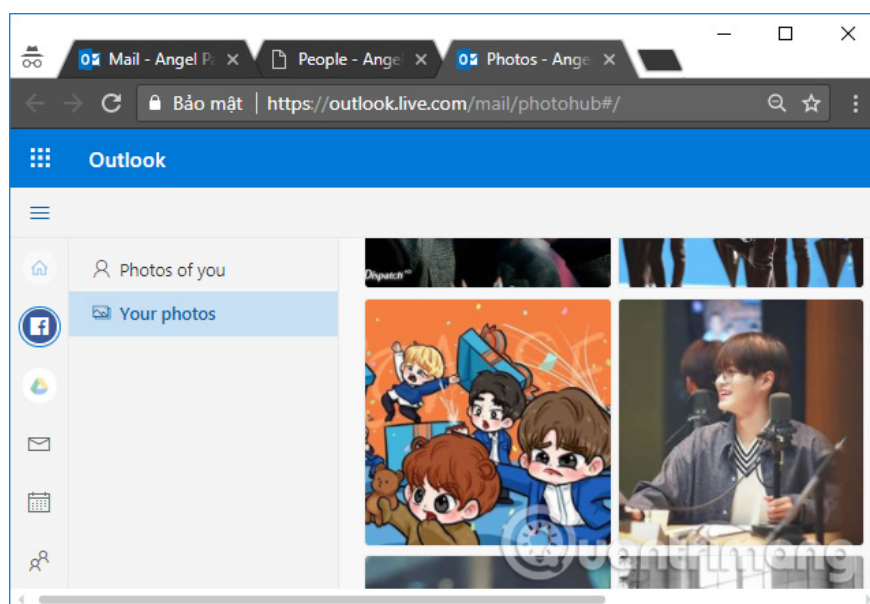 Mail - Angel Pa
People - Angel
Photos - Ange
Bảo mật
https://outlook.live.com/mail/photohub#/
Outlook
Photos of you
Your photos
Dispatch
Quantrimang